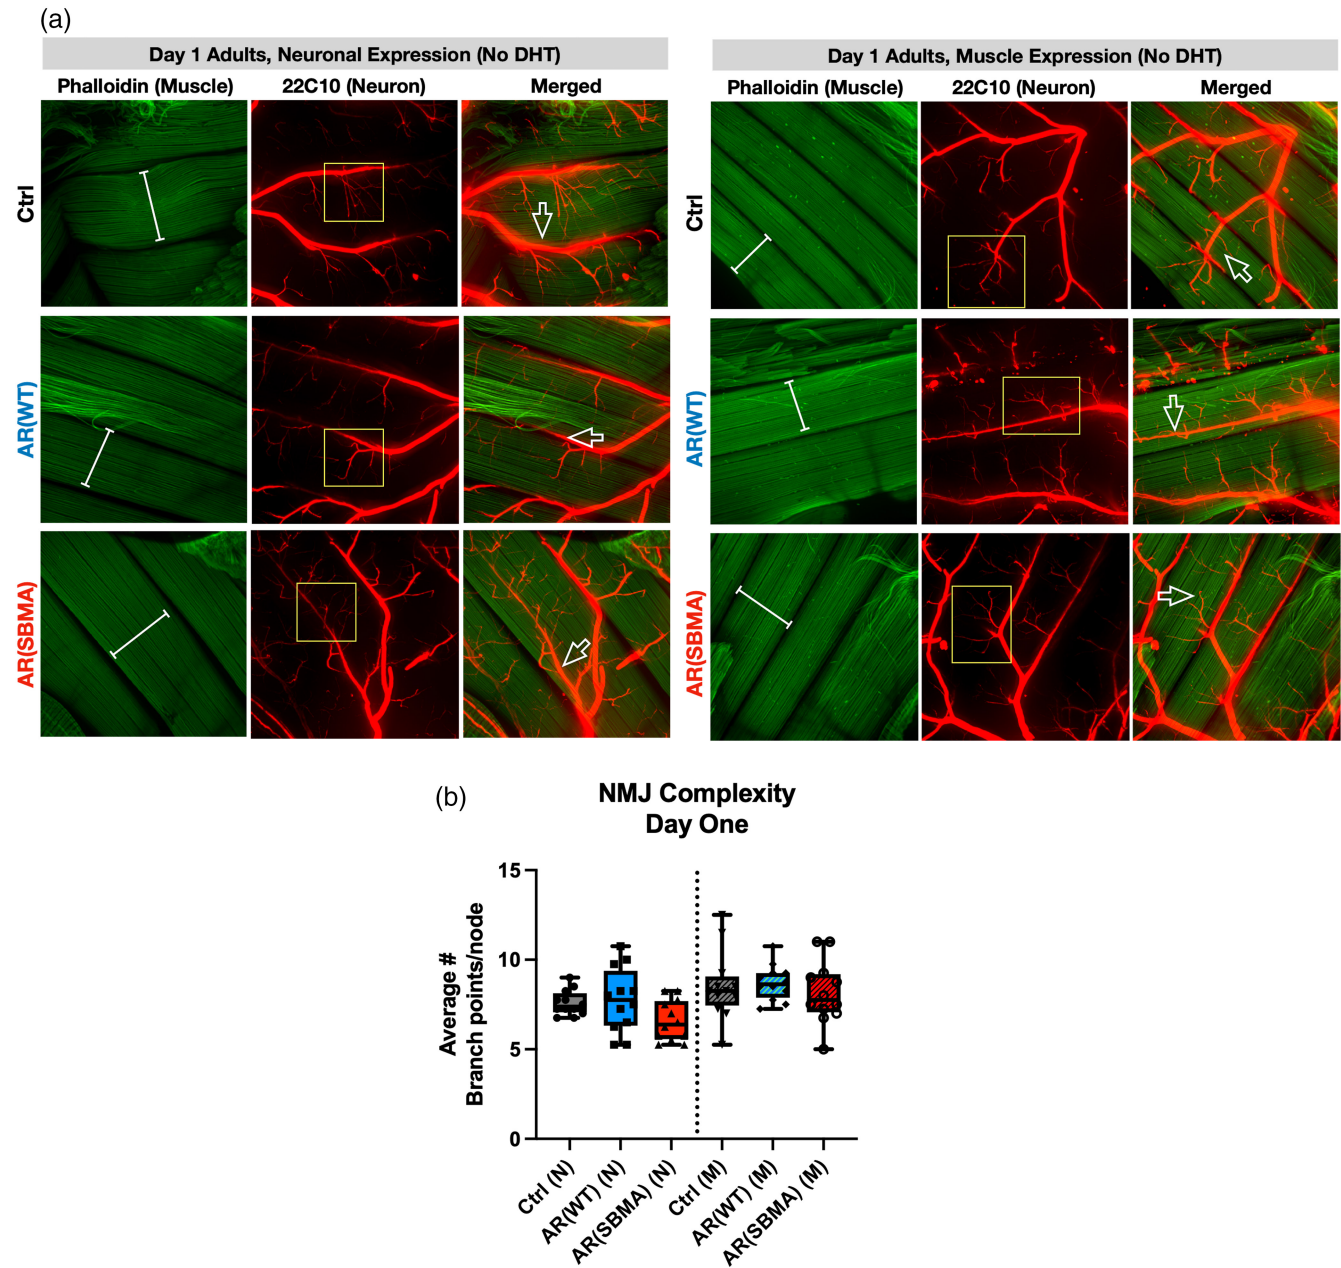 (a)
Day 1 Adults, Neuronal Expression (No DHT)
Phalloidin (Muscle) 22C10 (Neuron) Merged
Ctrl
AR(WT)
AR(SBMA)
Day 1 Adults, Muscle Expression (No DHT)
Phalloidin (Muscle) 22C10 (Neuron) Merged
Ctrl
AR(WT)
AR(SBMA)
(b)
NMJ Complexity
Day One
Average #
Branch points/node
15
10
5
0
Ctrl (N)
AR(WT) (N)
AR(SBMA) (N)
Ctrl (M)
AR(WT) (M)
AR(SBMA) (M)